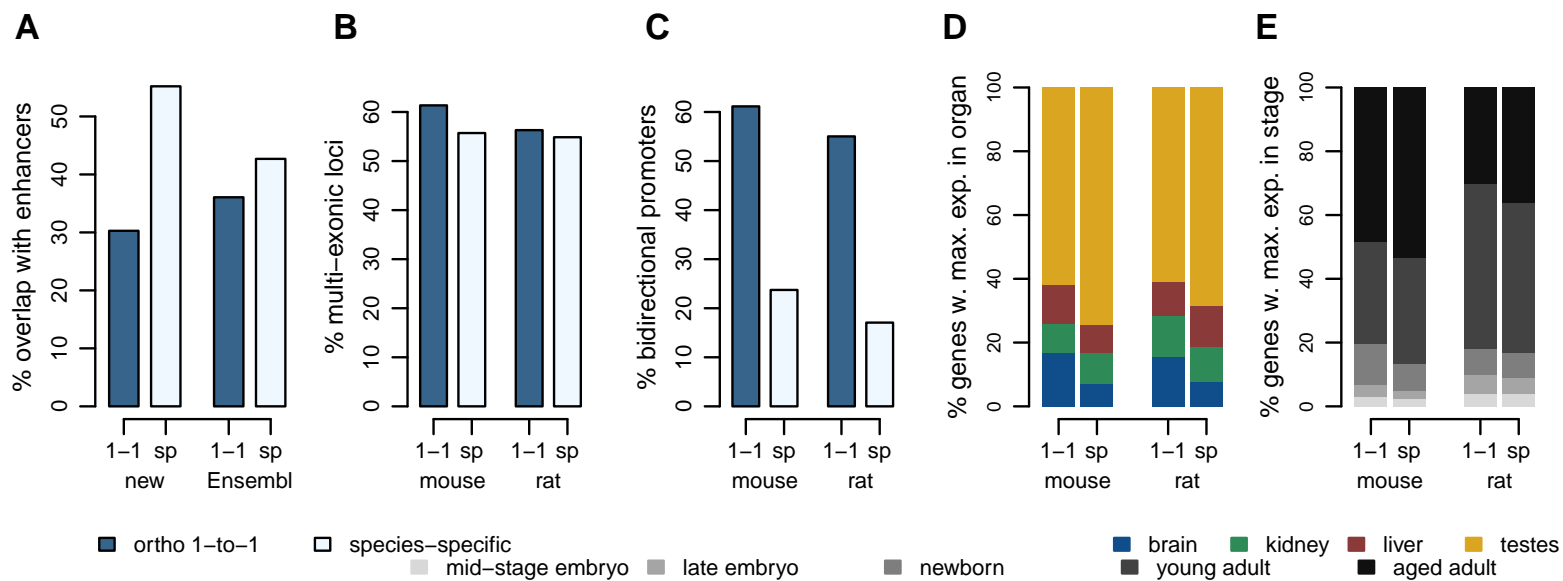 A B C D E
% overlap with enhancers
0 10 20 30 40 50
1−1 sp 1−1 sp
new Ensembl
% multi−exonic loci
0 10 20 30 40 50 60
1−1 sp 1−1 sp
mouse rat
% bidirectional promoters
0 10 20 30 40 50 60
1−1 sp 1−1 sp
mouse rat
% genes w. max. exp. in organ
0 20 40 60 80 100
1−1 sp 1−1 sp
mouse rat
% genes w. max. exp. in stage
0 20 40 60 80 100
1−1 sp 1−1 sp
mouse rat
ortho 1−to−1 species−specific brain kidney liver testes
mid−stage embryo late embryo newborn young adult aged adult